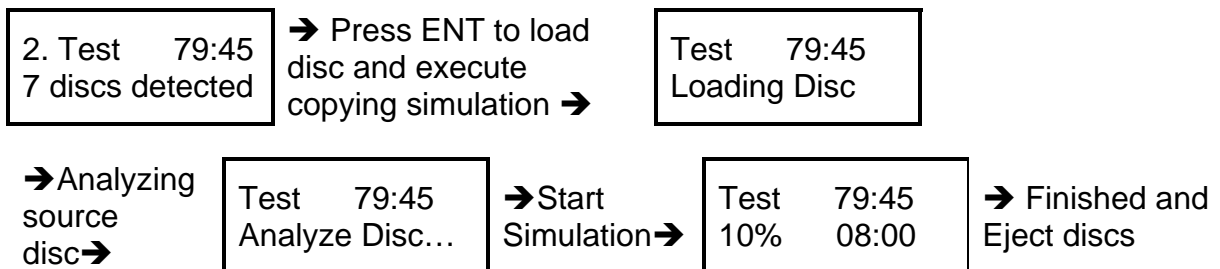 2. Test 79:45
7 discs detected
➔ Press ENT to load
disc and execute
copying simulation ➔
Test 79:45
Loading Disc
➔Analyzing
source
disc➔
Test 79:45
Analyze Disc…
➔Start
Simulation➔
Test 79:45
10% 08:00
➔ Finished and
Eject discs